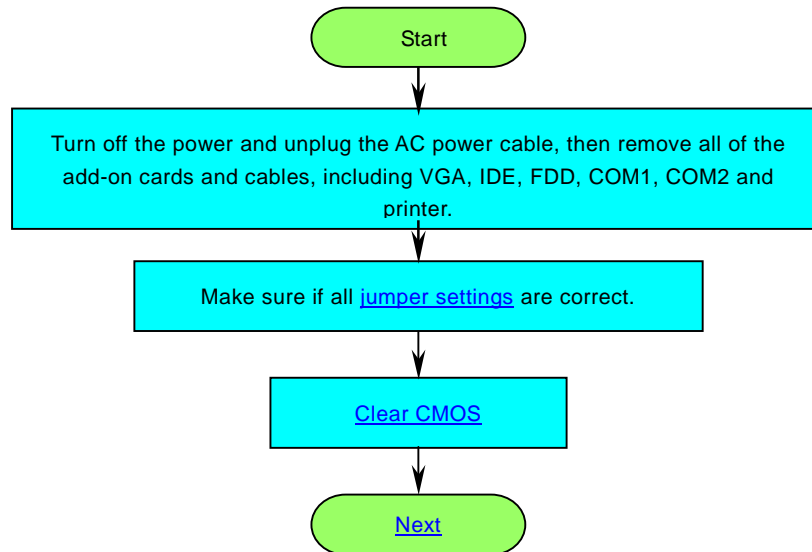 Start
Turn off the power and unplug the AC power cable, then remove all of the
add-on cards and cables, including VGA, IDE, FDD, COM1, COM2 and
printer.
Make sure if all jumper settings are correct.
Clear CMOS
Next